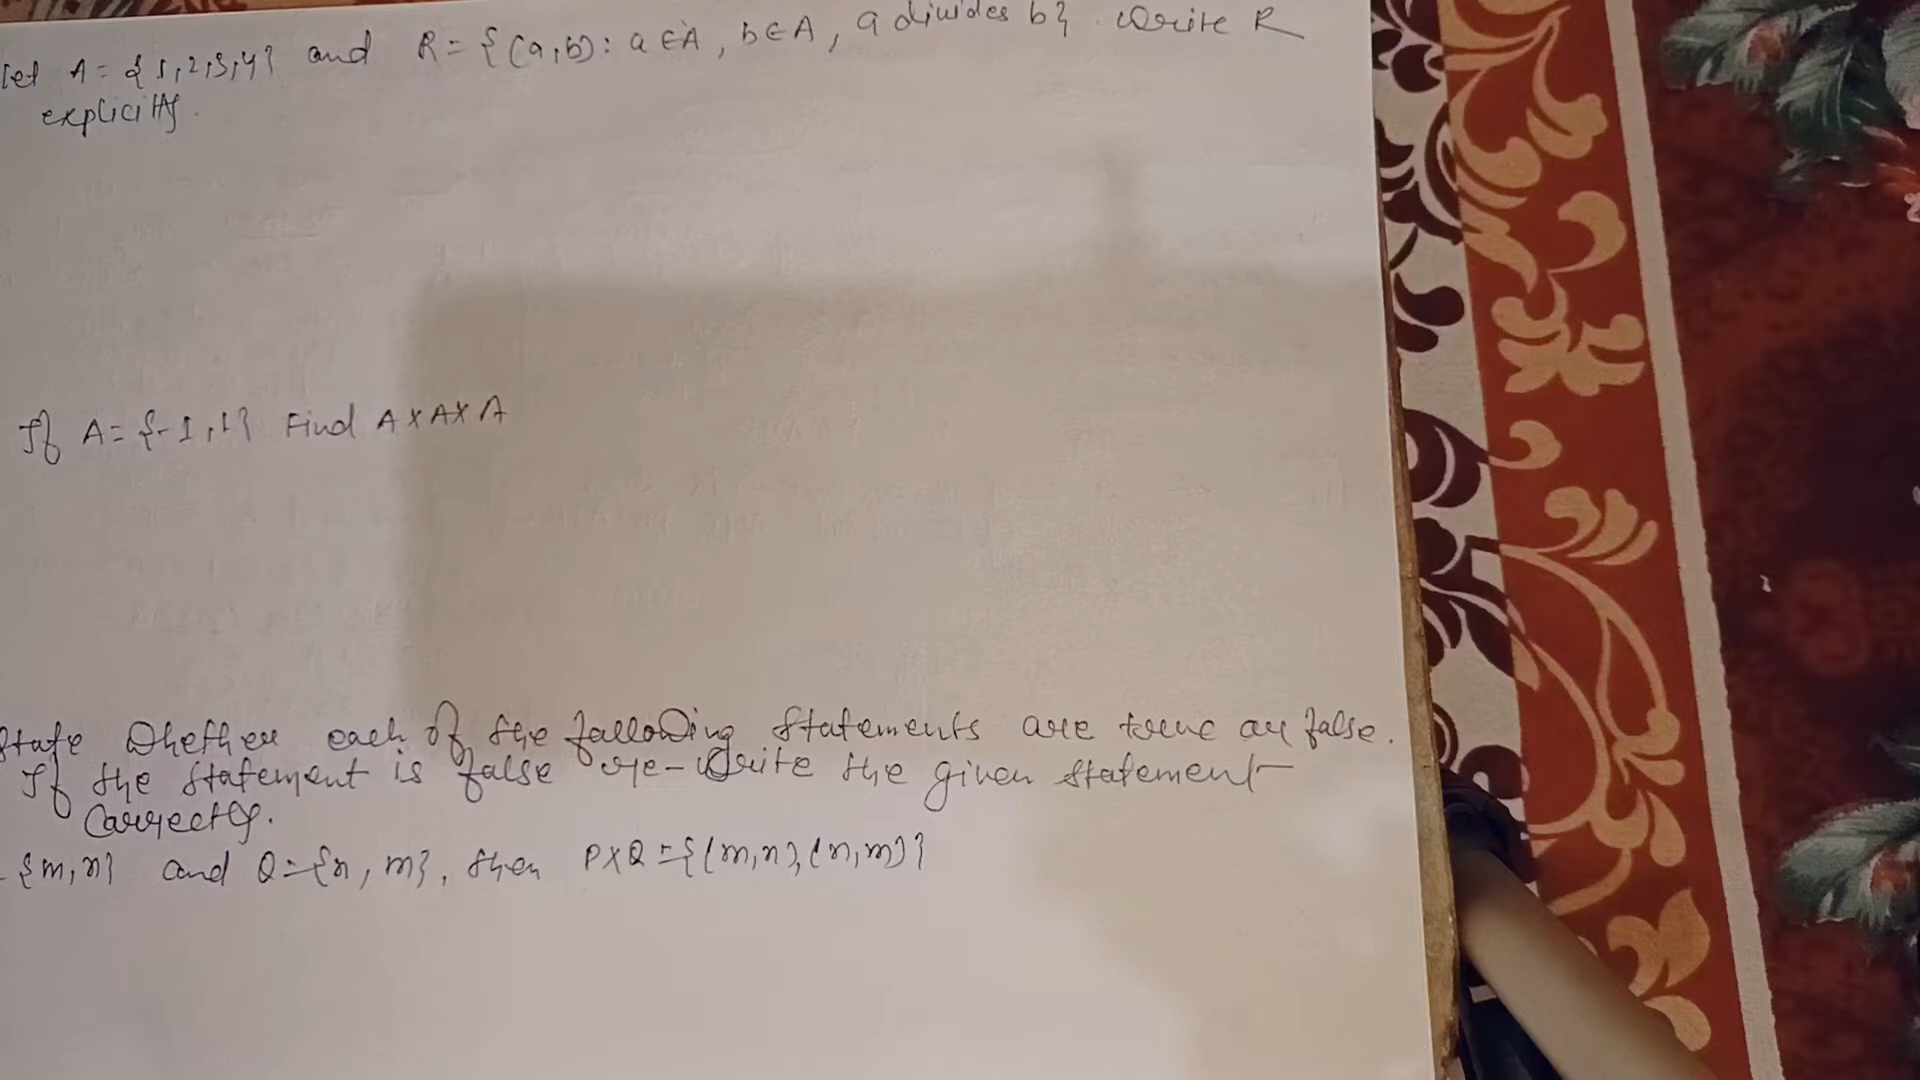 Let A = {1,2,3,4} and R = {(a,b): a∈A, b∈A, a divides b}. Write R
explicitly.
If A = {-1,1} Find A×A×A
State whether each of the following statements are true or false.
If the statement is false re-write the given statement
correctly.
= {m,n} and Q = {n, m}, then P×Q = {(m,n),(n,m)}